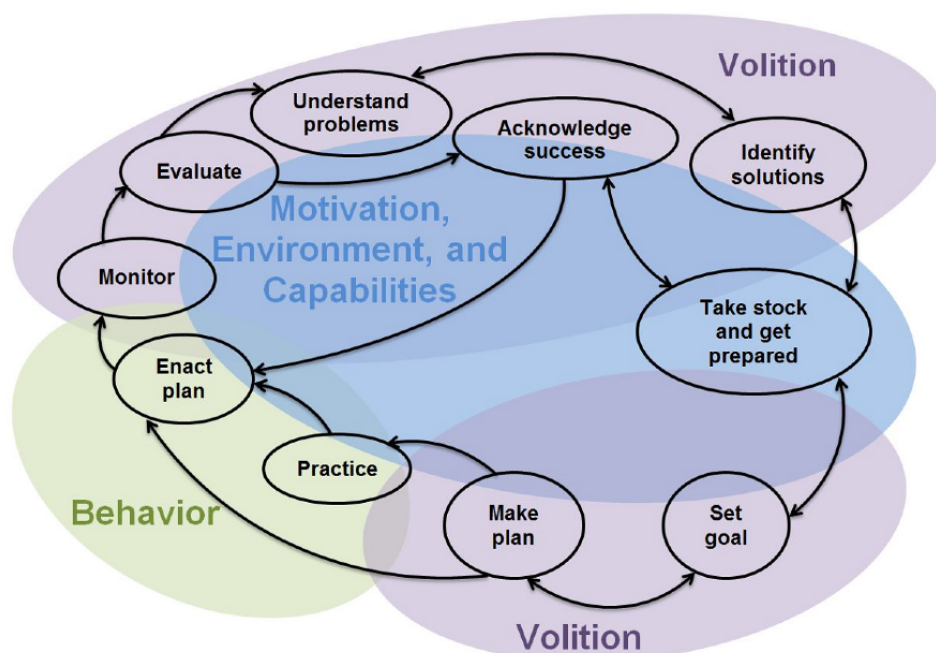 Volition
Understand
problems
Acknowledge
success
Identify
solutions
Evaluate
Motivation,
Environment, and
Capabilities
Monitor
Take stock
and get
prepared
Enact
plan
Practice
Behavior
Make
plan
Set
goal
Volition